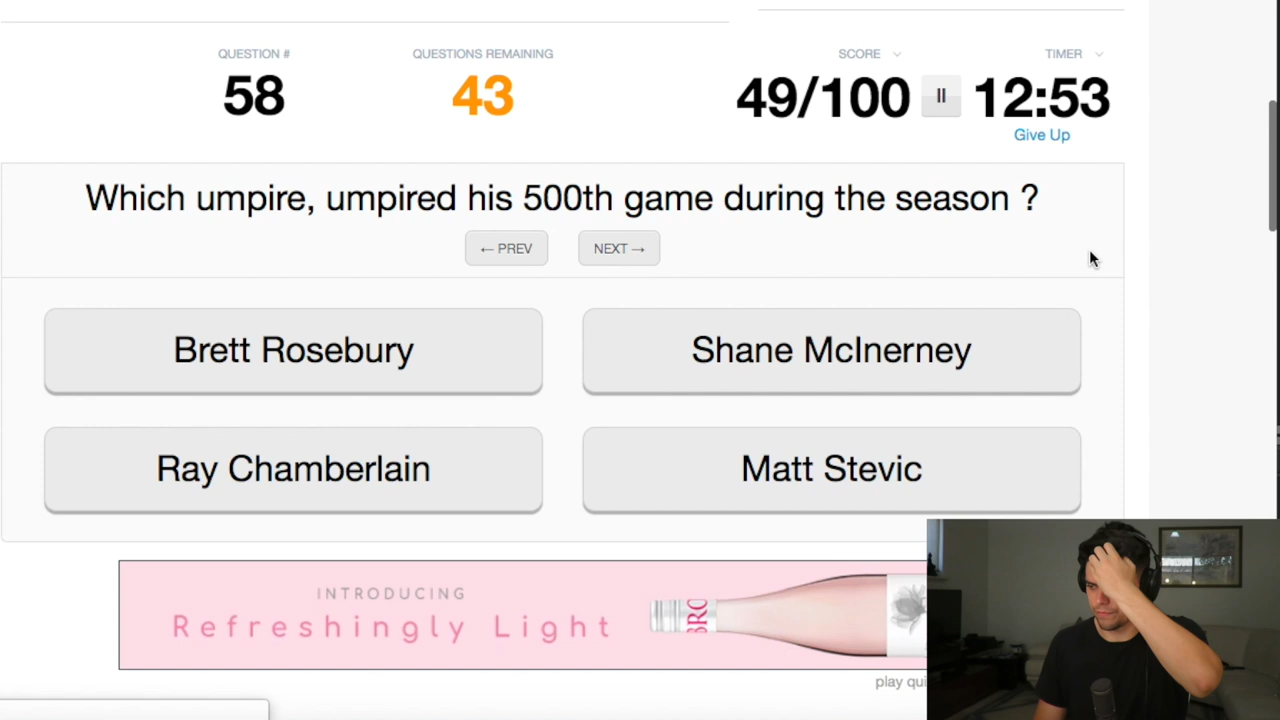 QUESTION #
58
QUESTIONS REMAINING
43
SCORE
49/100
TIMER
12:53
Give Up
Which umpire, umpired his 500th game during the season ?
← PREV
NEXT →
Brett Rosebury
Shane McInerney
Ray Chamberlain
Matt Stevic
INTRODUCING
Refreshingly Light
play qui